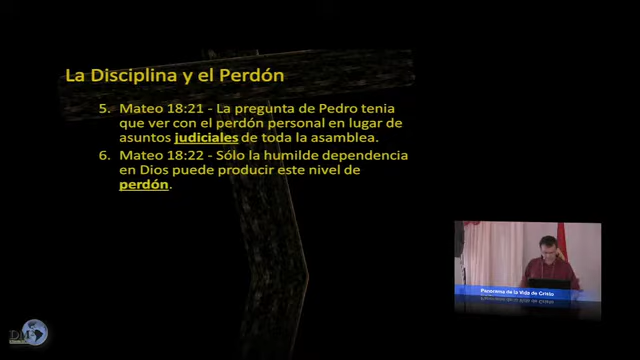 La Disciplina y el Perdón
5. Mateo 18:21 - La pregunta de Pedro tenia
que ver con el perdón personal en lugar de
asuntos judiciales de toda la asamblea.
6. Mateo 18:22 - Sólo la humilde dependencia
en Dios puede producir este nivel de
perdón.
Panorama de la Vida de Cristo